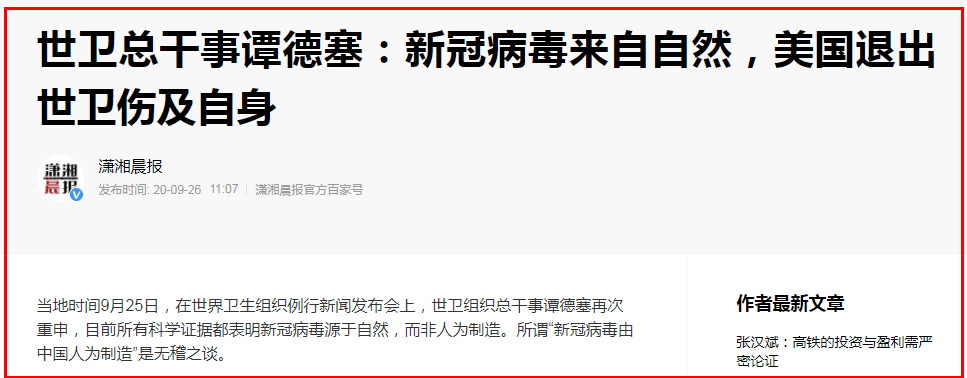 世卫总干事谭德塞：新冠病毒来自自然，美国退出
世卫伤及自身
潇湘晨报
潇湘晨报
发布时间: 20-09-26 11:07 潇湘晨报官方百家号
当地时间9月25日，在世界卫生组织例行新闻发布会上，世卫组织总干事谭德塞再次
重申，目前所有科学证据都表明新冠病毒源于自然，而非人为制造。所谓“新冠病毒由
中国人为制造”是无稽之谈。
作者最新文章
张汉斌：高铁的投资与盈利需严
密论证